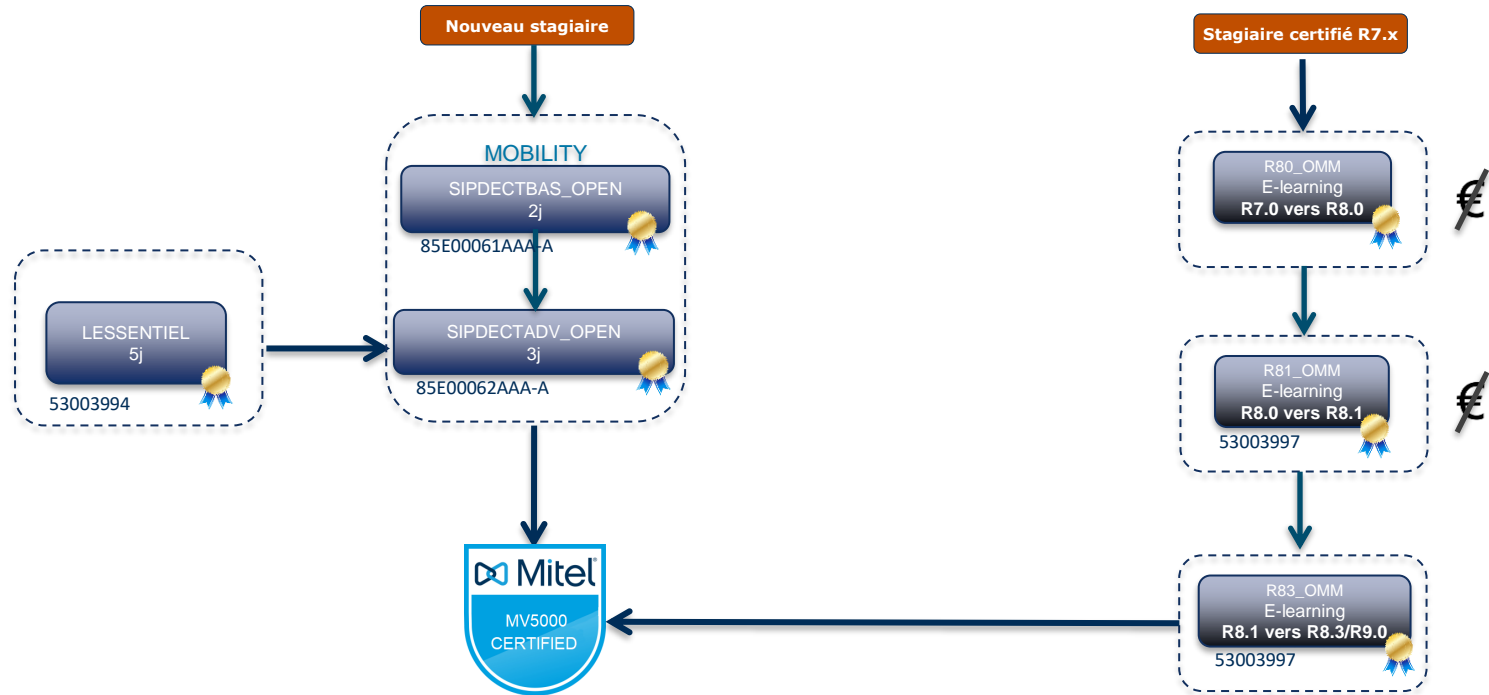 Nouveau stagiaire
MOBILITY
SIPDECTBAS_OPEN
2j
85E00061AAA-A
LESSENTIEL
5j
53003994
SIPDECTADV_OPEN
3j
85E00062AAA-A
Mitel
MV5000
CERTIFIED
Stagiaire certifié R7.x
R80_OMM
E-learning
R7.0 vers R8.0
€
R81_OMM
E-learning
R8.0 vers R8.1
53003997
€
R83_OMM
E-learning
R8.1 vers R8.3/R9.0
53003997